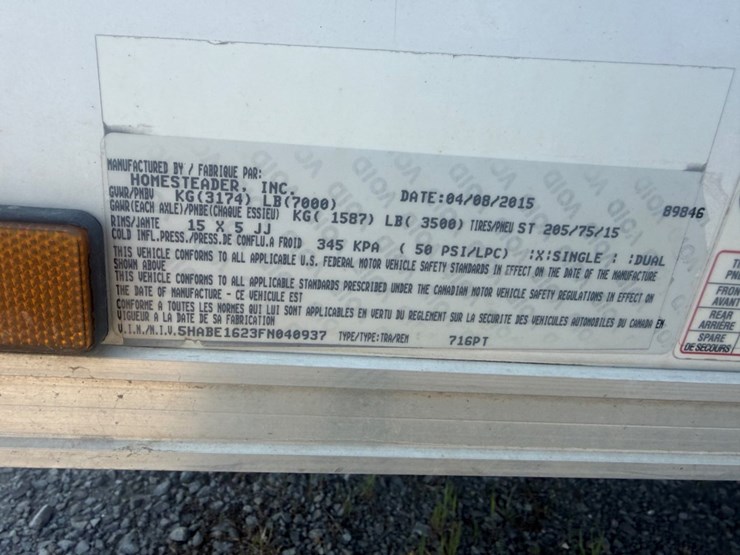 MANUFACTURED BY / FABRIQUE PAR:
HOMESTEADER, INC.
GVWR/PNBV KG(3174) LB(7000) DATE:04/08/2015 89846
GAWR(EACH AXLE)/PNBE(CHAQUE ESSIEU) KG( 1587) LB( 3500) TIRES/PNEU ST 205/75/15
RIMS/JANTE 15 X 5 JJ
COLD INFL.PRESS./PRESS.DE CONFLU.A FROID 345 KPA ( 50 PSI/LPC) :X:SINGLE : :DUAL
THIS VEHICLE CONFORMS TO ALL APPLICABLE U.S. FEDERAL MOTOR VEHICLE SAFETY STANDARDS IN EFFECT ON THE DATE OF THE MANUFACTURE
SHOWN ABOVE
THIS VEHICLE CONFORMS TO ALL APPLICABLE STANDARDS PRESCRIBED UNDER THE CANADIAN MOTOR VEHICLE SAFETY REGULATIONS IN EFFECT ON
THE DATE OF MANUFACTURE - CE VEHICULE EST
CONFORME A TOUTES LES NORMES QUI LUI SONT APPLICABLES EN VERTU DU REGLEMENT SUR LA SECURITE DES VEHICULES AUTOMOBILES DU CANADA EN
VIGUEUR A LA DATE DE SA FABRICATION
V.I.N./N.I.V.5HABE1623FN040937 TYPE/TYPE:TRA/REM 716PT
FRON
AVANT
REAR
ARRIÈRE
SPARE
DE SECOURS